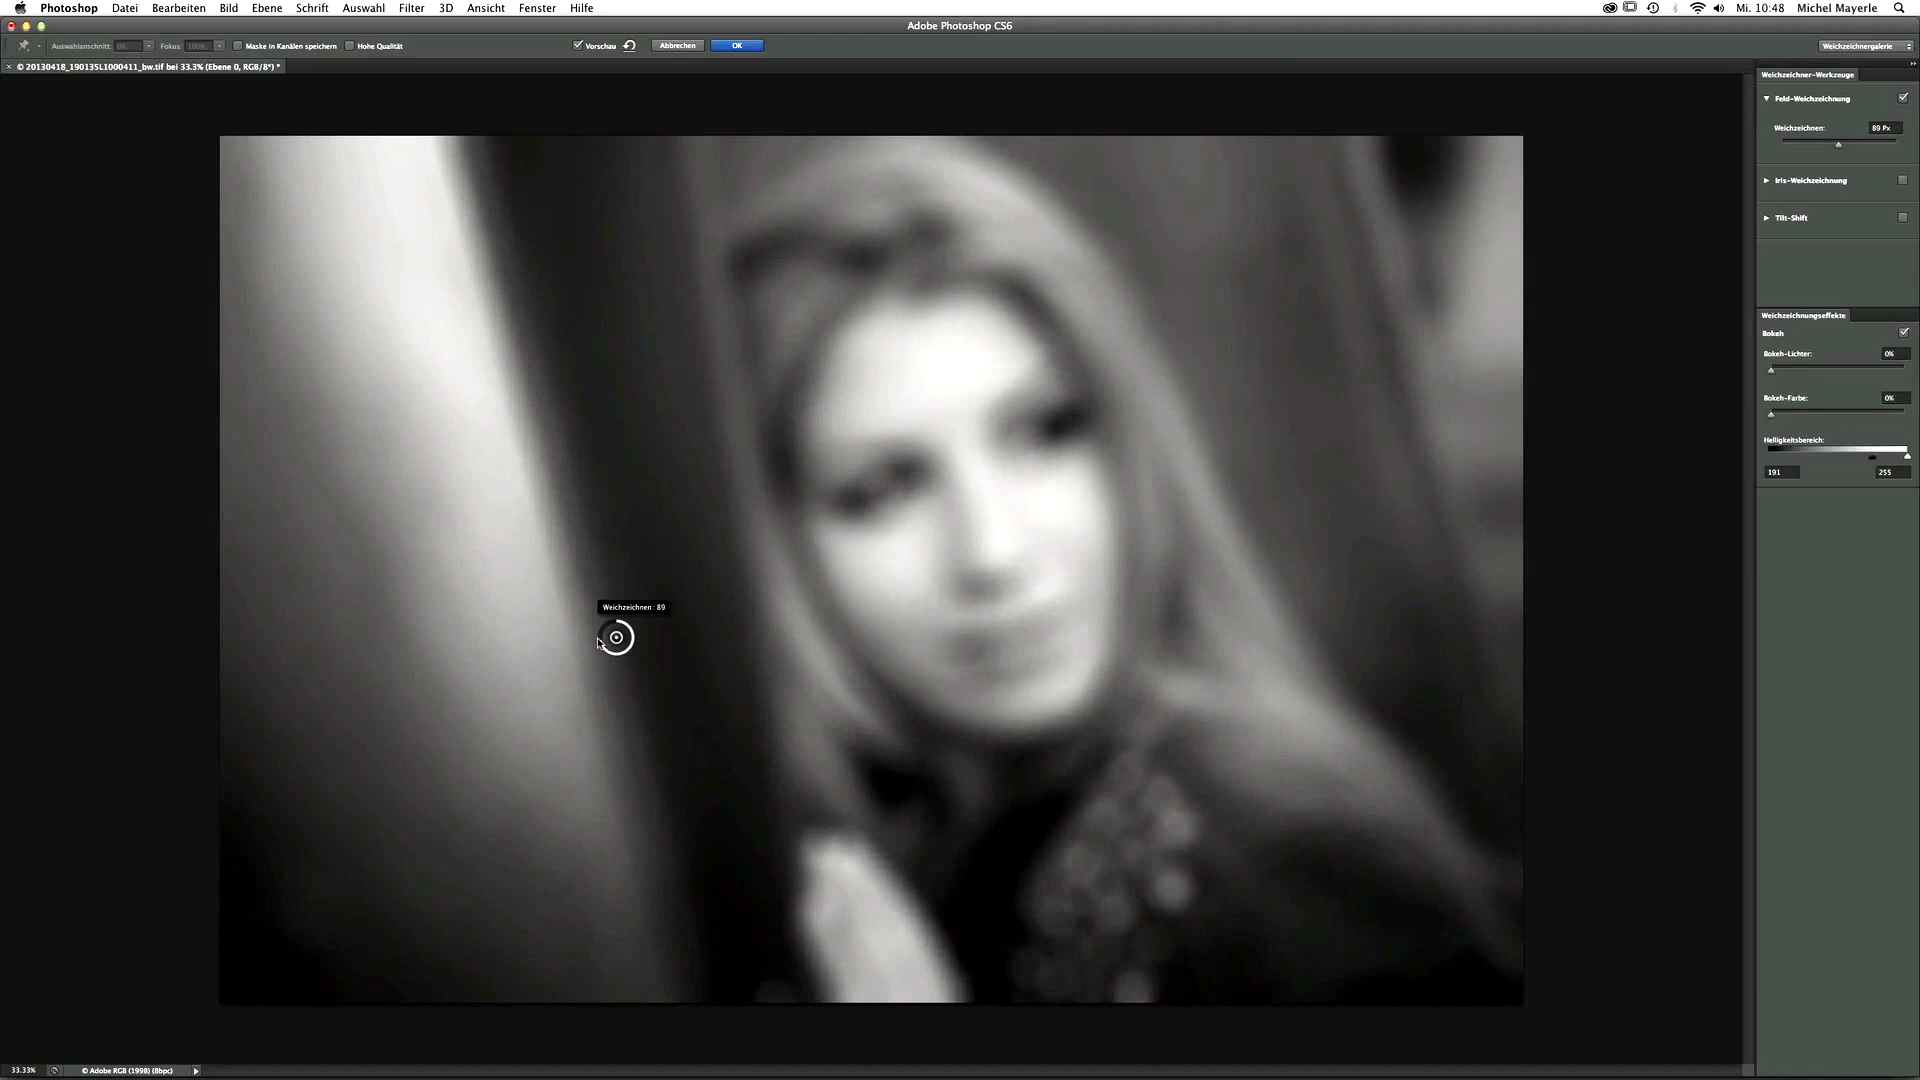 Photoshop Datei Bearbeiten Bild Ebene Schrift Auswahl Filter 3D Ansicht Fenster Hilfe Mi. 10:48 Michel Mayerle
Adobe Photoshop CS6
Auswahlanschnitt: 0% Fokus: 100% Maske in Kanälen speichern Hohe Qualität Vorschau Abbrechen OK Weichzeichnergalerie
× © 20130418_190135L1000411_bw.tif bei 33.3% (Ebene 0, RGB/8*) *
Weichzeichner-Werkzeuge
Feld-Weichzeichnung
Weichzeichnen: 89 Px
Iris-Weichzeichnung
Tilt-Shift
Weichzeichnungseffekte
Bokeh
Bokeh-Lichter: 0%
Bokeh-Farbe: 0%
Helligkeitsbereich:
191 255
Weichzeichnen : 89
33.33% © Adobe RGB (1998) (8bpc)